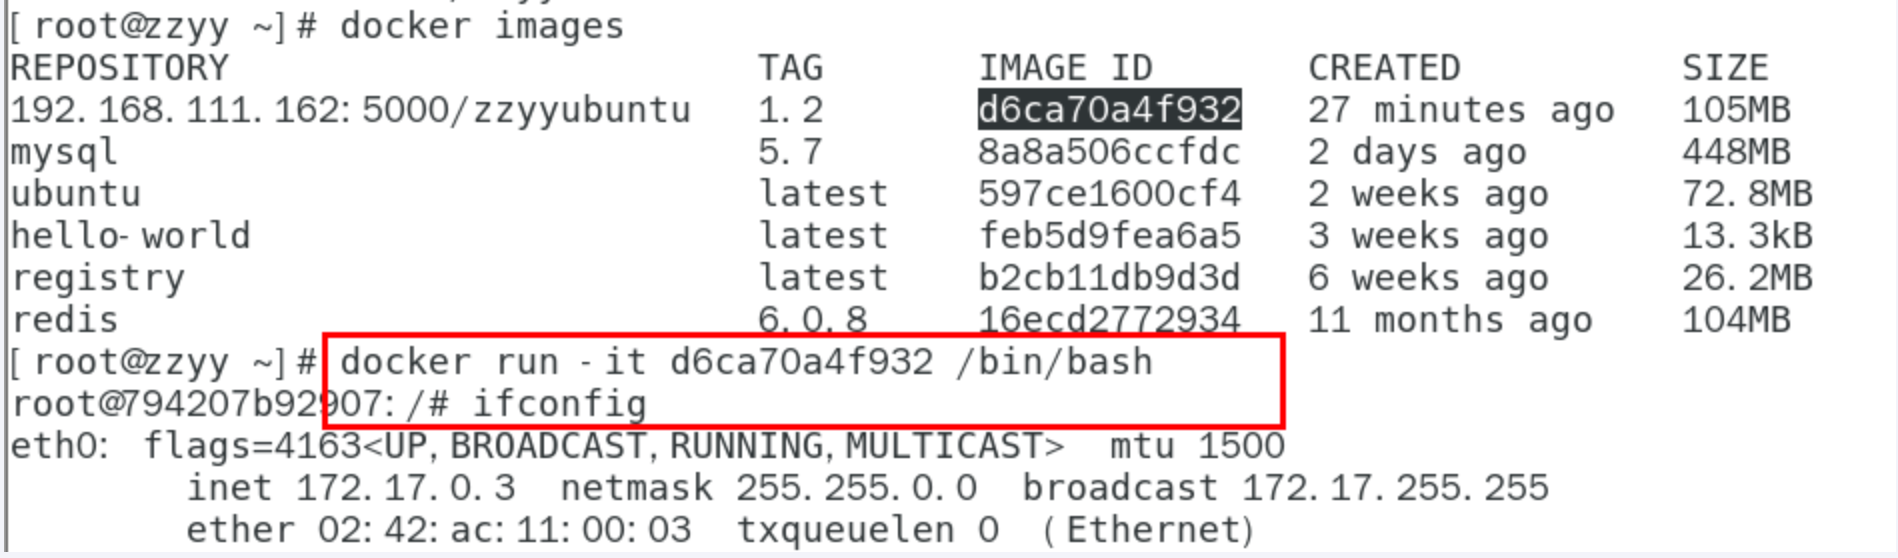 [root@zzyy ~]# docker images
REPOSITORY TAG IMAGE ID CREATED SIZE
192.168.111.162:5000/zzyyubuntu 1.2 d6ca70a4f932 27 minutes ago 105MB
mysql 5.7 8a8a506ccfdc 2 days ago 448MB
ubuntu latest 597ce1600cf4 2 weeks ago 72.8MB
hello-world latest feb5d9fea6a5 3 weeks ago 13.3kB
registry latest b2cb11db9d3d 6 weeks ago 26.2MB
redis 6.0.8 16ecd2772934 11 months ago 104MB
[root@zzyy ~]# docker run -it d6ca70a4f932 /bin/bash
root@794207b92907:/# ifconfig
eth0: flags=4163<UP,BROADCAST,RUNNING,MULTICAST> mtu 1500
inet 172.17.0.3 netmask 255.255.0.0 broadcast 172.17.255.255
ether 02:42:ac:11:00:03 txqueuelen 0 (Ethernet)